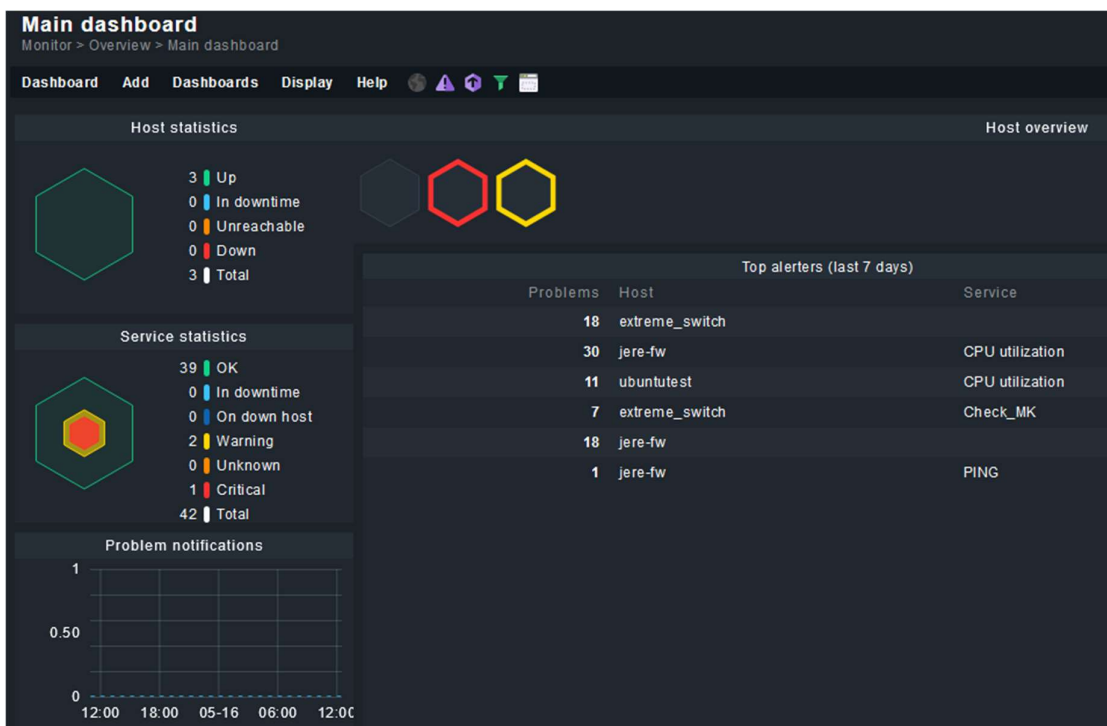 Main dashboard
Monitor > Overview > Main dashboard
Dashboard Add Dashboards Display Help
Host statistics
3 Up
0 In downtime
0 Unreachable
0 Down
3 Total
Host overview
Service statistics
39 OK
0 In downtime
0 On down host
2 Warning
0 Unknown
1 Critical
42 Total
Top alerters (last 7 days)
Problems Host Service
18 extreme_switch
30 jere-fw CPU utilization
11 ubuntutest CPU utilization
7 extreme_switch Check_MK
18 jere-fw
1 jere-fw PING
Problem notifications
1
0.50
0
12:00 18:00 05-16 06:00 12:00